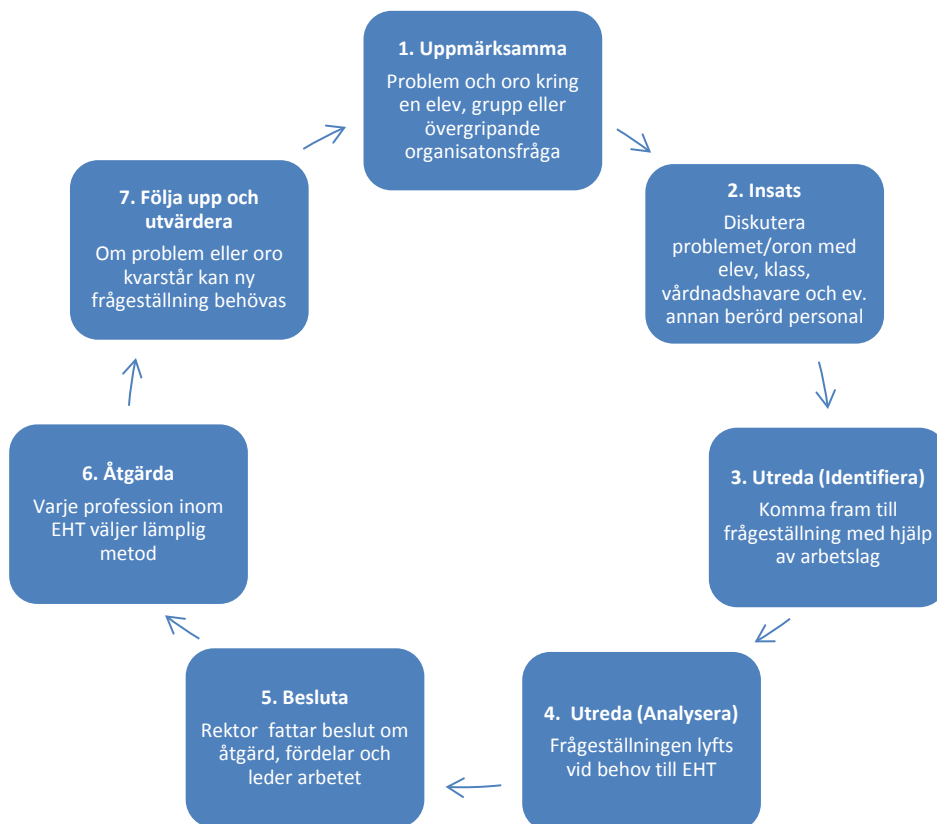 1. Uppmärksamma
Problem och oro kring
en elev, grupp eller
övergripande
organisatonsfråga
2. Insats
Diskutera
problemet/oron med
elev, klass,
vårdnadshavare och ev.
annan berörd personal
3. Utreda (Identifiera)
Komma fram till
frågeställning med hjälp
av arbetslag
4. Utreda (Analysera)
Frågeställningen lyfts
vid behov till EHT
5. Besluta
Rektor fattar beslut om
åtgärd, fördelar och
leder arbetet
6. Åtgärda
Varje profession inom
EHT väljer lämplig
metod
7. Följa upp och
utvärdera
Om problem eller oro
kvarstår kan ny
frågeställning behövas